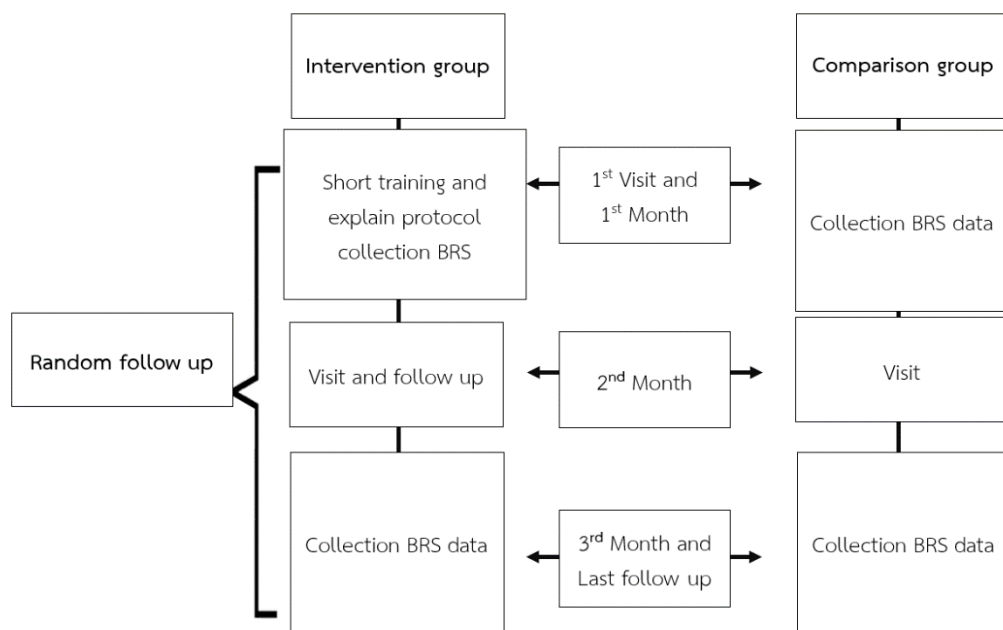 Intervention group
Comparison group
Short training and
explain protocol
collection BRS
1st Visit and
1st Month
Collection BRS data
Random follow up
Visit and follow up
2nd Month
Visit
Collection BRS data
3rd Month and
Last follow up
Collection BRS data